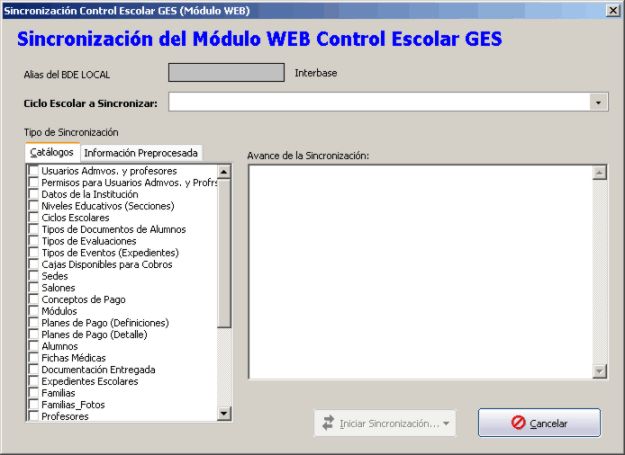 Sincronización Control Escolar GES (Módulo WEB)
Sincronización del Módulo WEB Control Escolar GES
Alias del BDE LOCAL
Interbase
Ciclo Escolar a Sincronizar:
Tipo de Sincronización
Catálogos
Información Preprocesada
Avance de la Sincronización:
Usuarios Admvos. y profesores
Permisos para Usuarios Admvos. y Profrs
Datos de la Institución
Niveles Educativos (Secciones)
Ciclos Escolares
Tipos de Documentos de Alumnos
Tipos de Evaluaciones
Tipos de Eventos (Expedientes)
Cajas Disponibles para Cobros
Sedes
Salones
Conceptos de Pago
Módulos
Planes de Pago (Definiciones)
Planes de Pago (Detalle)
Alumnos
Fichas Médicas
Documentación Entregada
Expedientes Escolares
Familias
Familias_Fotos
Profesores
Iniciar Sincronización...
Cancelar